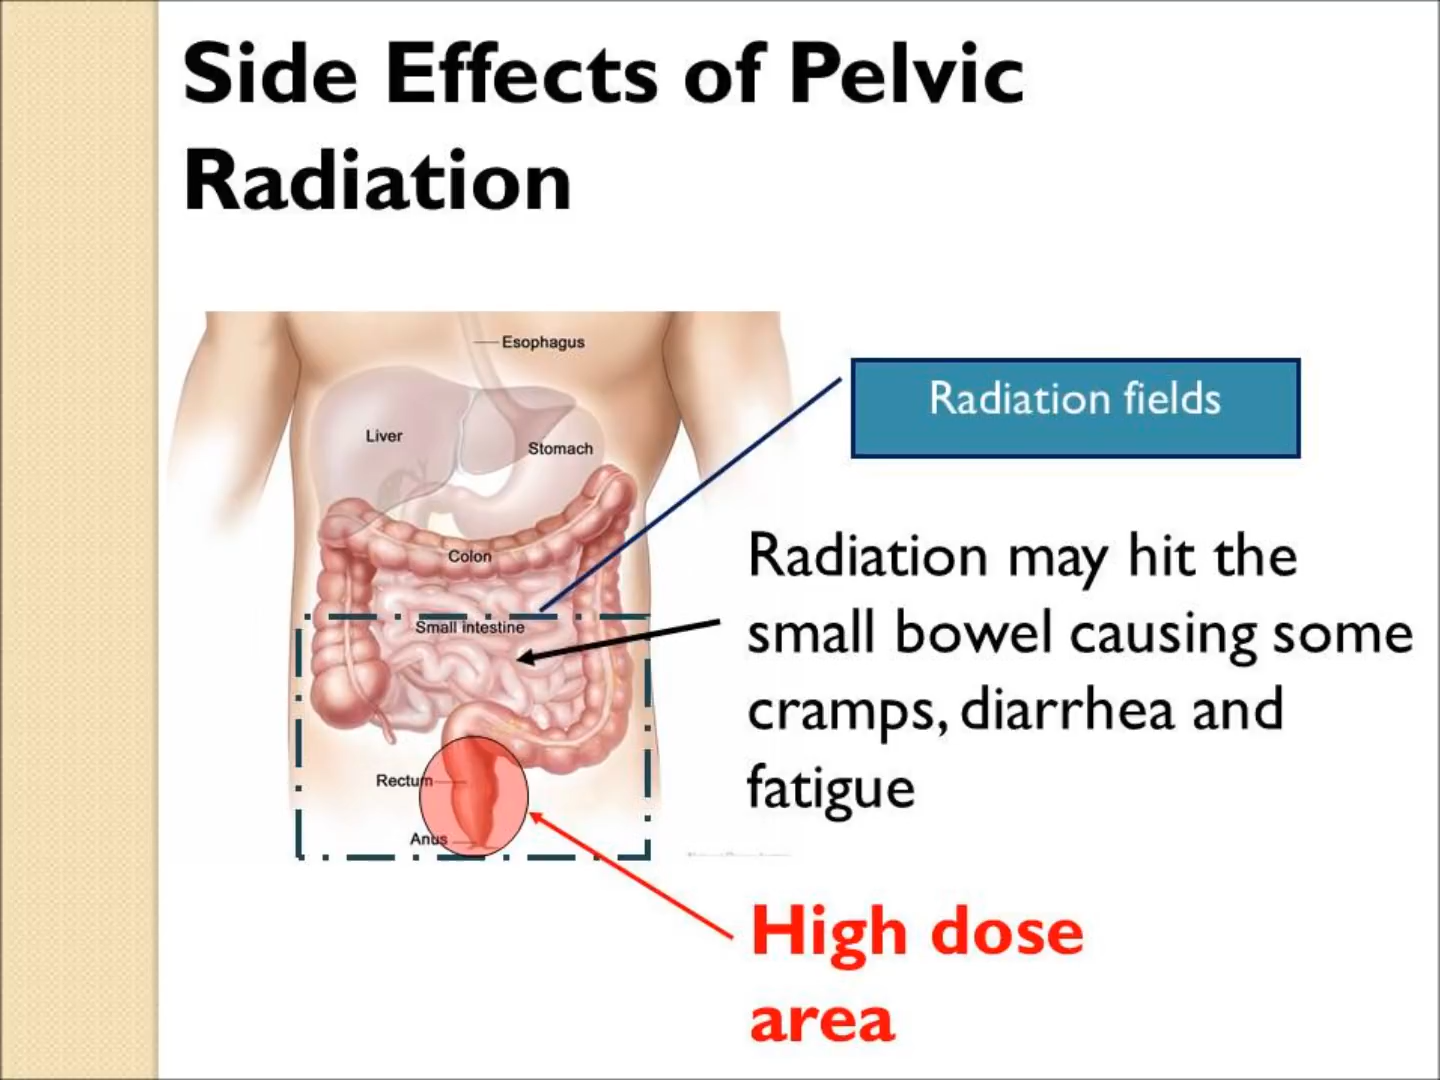 Side Effects of Pelvic
Radiation
Esophagus
Liver
Stomach
Colon
Small intestine
Rectum
Anus
Radiation fields
Radiation may hit the
small bowel causing some
cramps, diarrhea and
fatigue
High dose
area